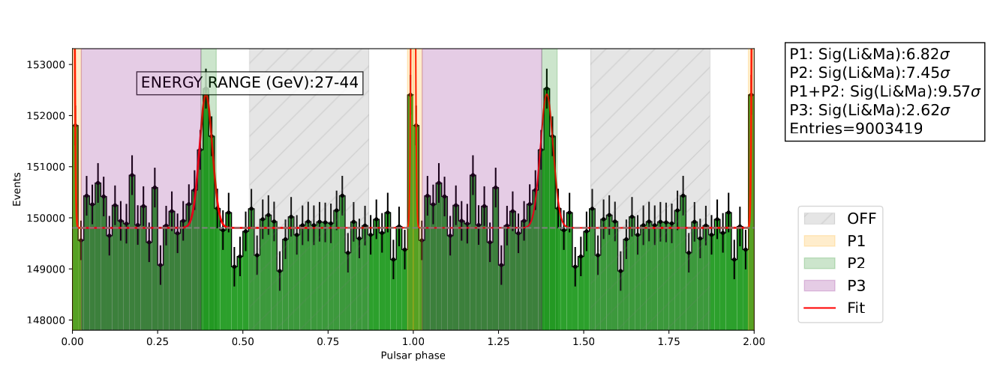 ENERGY RANGE (GeV):27-44
153000
152000
151000
150000
149000
148000
Events
0.00
0.25
0.50
0.75
1.00
1.25
1.50
1.75
2.00
Pulsar phase
P1: Sig(Li&Ma):6.82σ
P2: Sig(Li&Ma):7.45σ
P1+P2: Sig(Li&Ma):9.57σ
P3: Sig(Li&Ma):2.62σ
Entries=9003419
OFF
P1
P2
P3
Fit